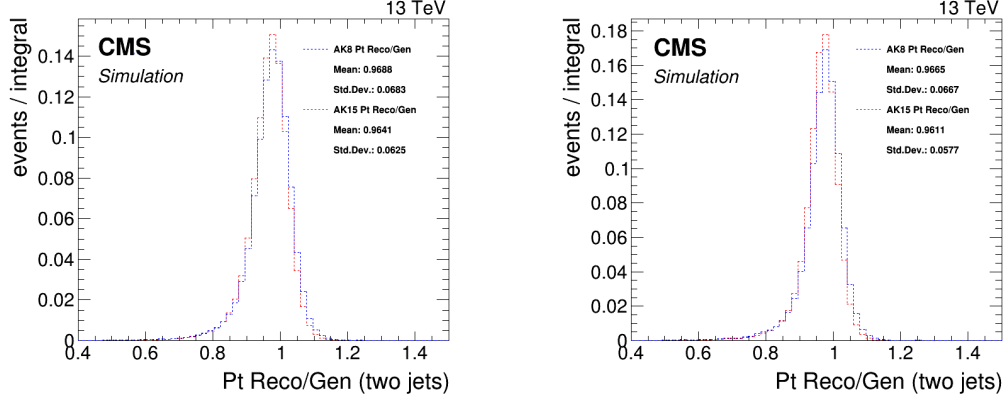 13 TeV
CMS
Simulation
AK8 Pt Reco/Gen
Mean: 0.9688
Std.Dev.: 0.0683
AK15 Pt Reco/Gen
Mean: 0.9641
Std.Dev.: 0.0625
events / integral
0.14
0.12
0.1
0.08
0.06
0.04
0.02
0
0.4 0.6 0.8 1 1.2 1.4
Pt Reco/Gen (two jets)
13 TeV
CMS
Simulation
AK8 Pt Reco/Gen
Mean: 0.9665
Std.Dev.: 0.0667
AK15 Pt Reco/Gen
Mean: 0.9611
Std.Dev.: 0.0577
events / integral
0.18
0.16
0.14
0.12
0.1
0.08
0.06
0.04
0.02
0
0.4 0.6 0.8 1 1.2 1.4
Pt Reco/Gen (two jets)